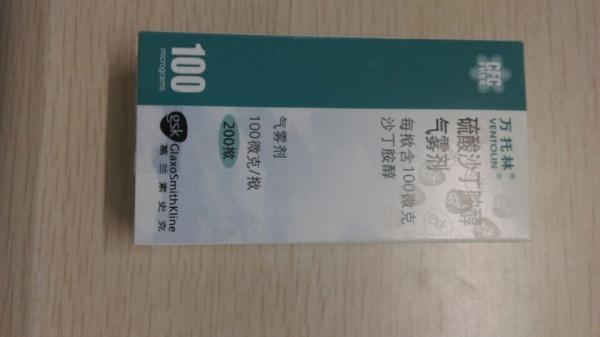 CFC
FREE
万托林®
VENTOLIN®
硫酸沙丁胺醇
气雾剂
每揿含100微克
沙丁胺醇
gsk
气雾剂
100微克/揿
200揿
100
micrograms
gsk GlaxoSmithKline
葛兰素史克